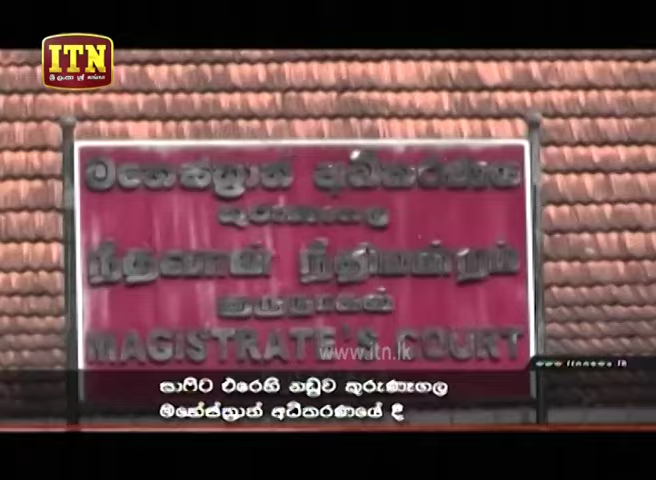 ITN
මහෙස්ත්‍රාත් අධිකරණය
කුරුණෑගල
நீதவான் நீதிமன்றம்
குருநாகல்
MAGISTRATE'S COURT
www.itn.lk
www.itnnews.lk
සාෆිට එරෙහි නඩුව කුරුණෑගල
මහේස්ත්‍රාත් අධිකරණයේ දී